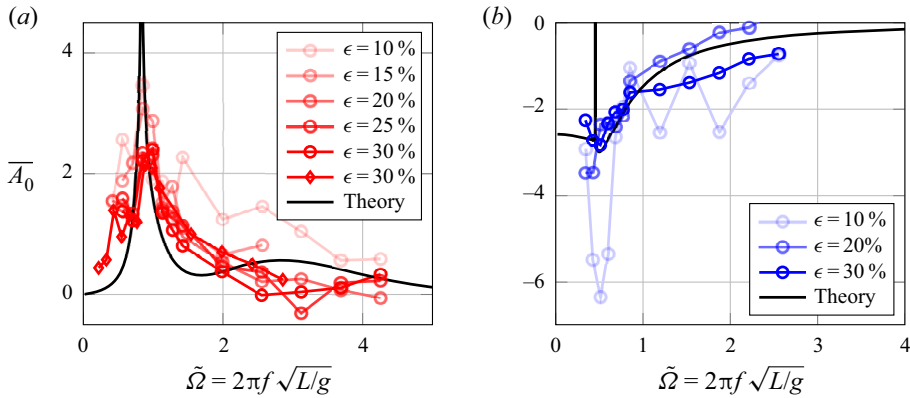 (a)
(b)
4
2
0
A̅₀
ϵ = 10 %
ϵ = 15 %
ϵ = 20 %
ϵ = 25 %
ϵ = 30 %
ϵ = 30 %
Theory
0 2 4
Ω̃ = 2πf√L/g
0
−2
−4
−6
ϵ = 10 %
ϵ = 20%
ϵ = 30 %
Theory
0 1 2 3 4
Ω̃ = 2πf√L/g